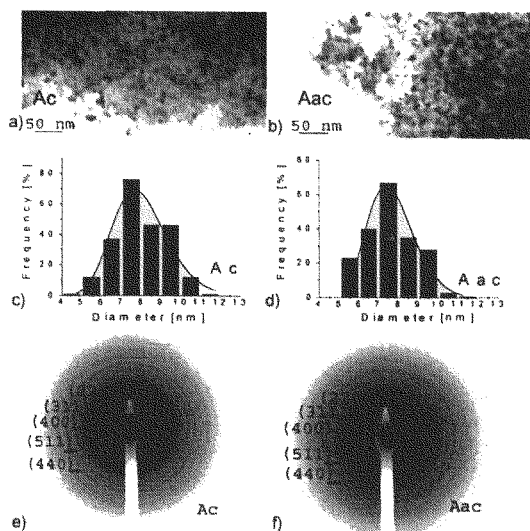 Ac
a) 50 nm
Aac
b) 50 nm
Frequency [%]
80
60
40
20
0
4 5 6 7 8 9 10 11 12 13
Diameter [nm]
Ac
c)
Frequency [%]
60
40
20
0
4 5 6 7 8 9 10 11 12 13
Diameter [nm]
Aac
d)
(400)
(511)
(440)
e)
Ac
(400)
(511)
(440)
f)
Aac